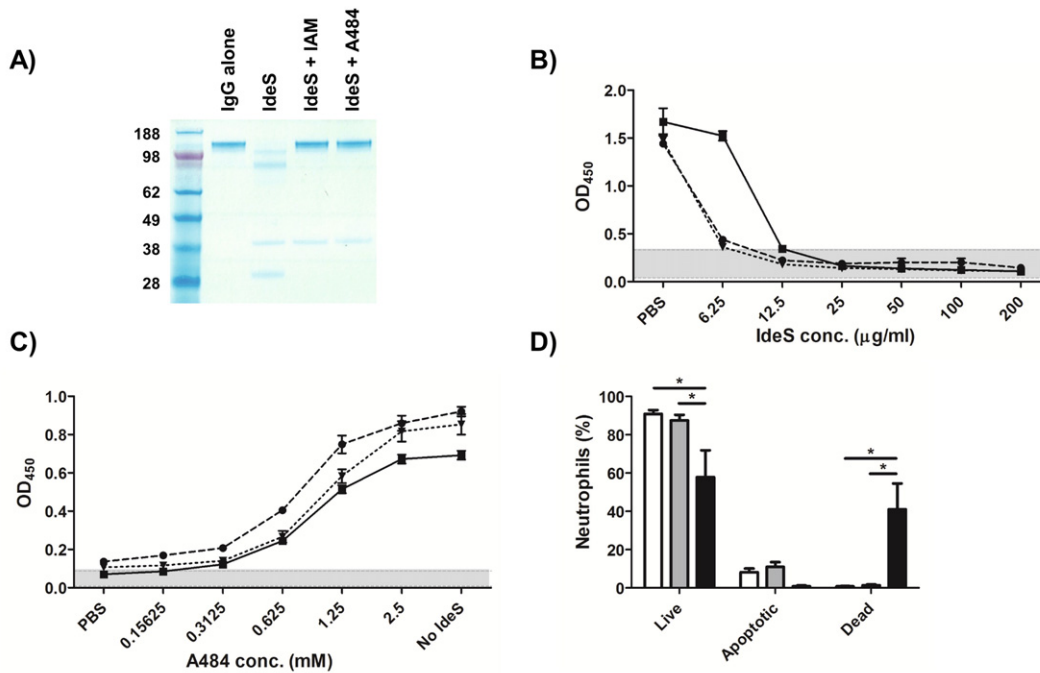 A)
IgG alone
IdeS
IdeS + IAM
IdeS + A484
188
98
62
49
38
28
B)
2.0
1.5
1.0
0.5
0.0
OD450
PBS
6.25
12.5
25
50
100
200
IdeS conc. (μg/ml)
C)
1.0
0.8
0.6
0.4
0.2
0.0
OD450
PBS
0.15625
0.3125
0.625
1.25
2.5
No IdeS
A484 conc. (mM)
D)
100
80
60
40
20
0
Neutrophils (%)
*
*
*
*
Live
Apoptotic
Dead